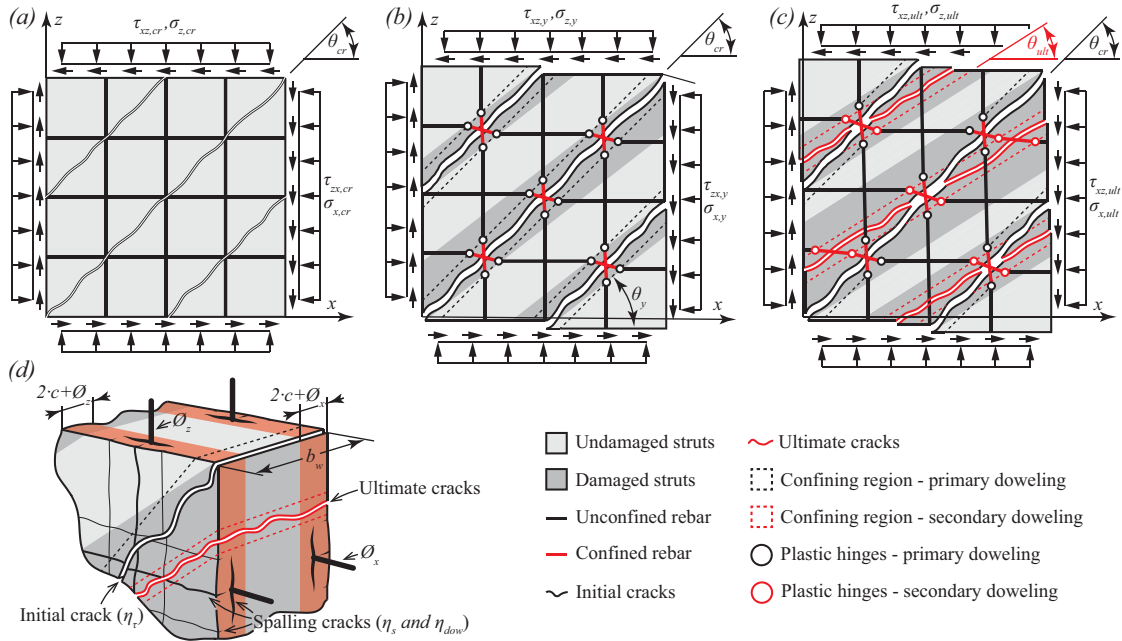 (a)
z
τxz,cr,σz,cr
θcr
τzx,cr
σx,cr
x
(b)
z
τxz,y,σz,y
θcr
τzx,y
σx,y
θy
x
(c)
z
τxz,ult,σz,ult
θult
θcr
τxz,ult
σx,ult
x
(d)
2·c+Øz
Øz
2·c+Øx
bw
Ultimate cracks
Øx
Initial crack (ητ)
Spalling cracks (ηs and ηdow)
Undamaged struts
Damaged struts
Unconfined rebar
Confined rebar
Initial cracks
Ultimate cracks
Confining region - primary doweling
Confining region - secondary doweling
Plastic hinges - primary doweling
Plastic hinges - secondary doweling